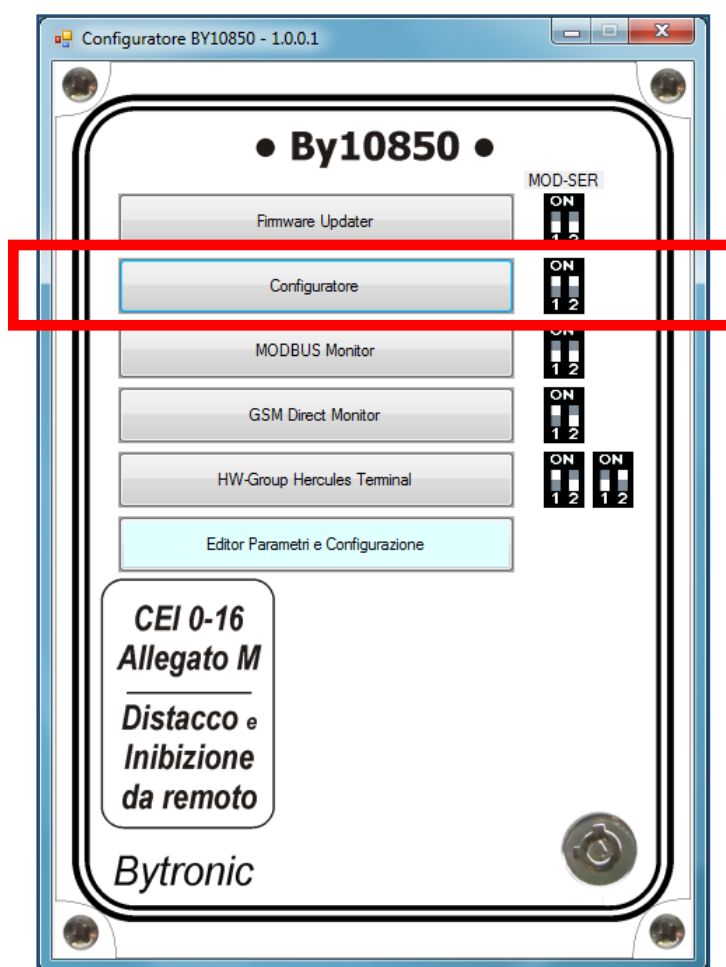 Configuratore BY10850 - 1.0.0.1
• By10850 •
MOD-SER
Firmware Updater
ON
1 2
Configuratore
ON
1 2
MODBUS Monitor
ON
1 2
GSM Direct Monitor
ON
1 2
HW-Group Hercules Terminal
ON ON
1 2 1 2
Editor Parametri e Configurazione
CEI 0-16
Allegato M
Distacco e
Inibizione
da remoto
Bytronic